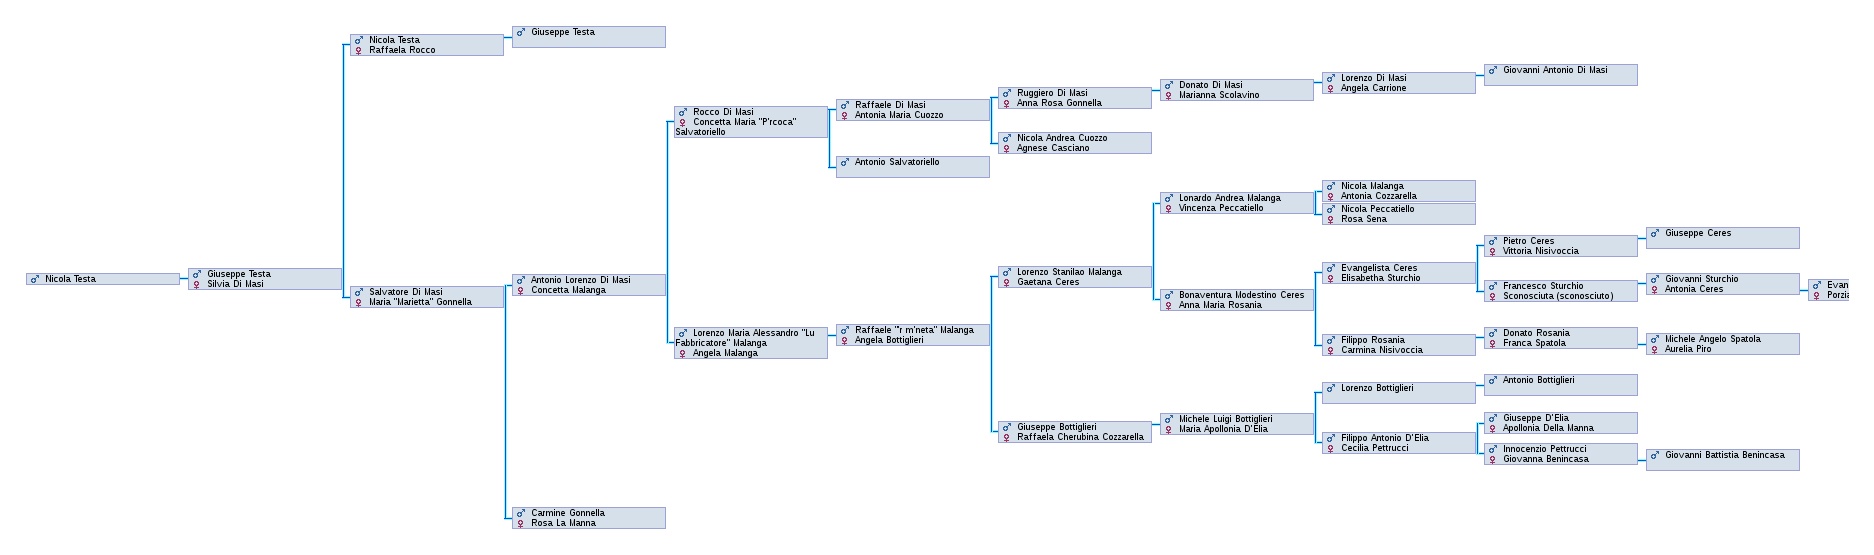 Nicola Testa
Giuseppe Testa
Silvia Di Masi
Nicola Testa
Raffaela Rocco
Salvatore Di Masi
Maria "Marietta" Gonnella
Giuseppe Testa
Antonio Lorenzo Di Masi
Concetta Malanga
Carmine Gonnella
Rosa La Manna
Rocco Di Masi
Concetta Maria "P'rcoca"
Salvatoriello
Lorenzo Maria Alessandro "Lu
Fabbricatore" Malanga
Angela Malanga
Raffaele Di Masi
Antonia Maria Cuozzo
Antonio Salvatoriello
Raffaele "'r m'neta" Malanga
Angela Bottiglieri
Ruggiero Di Masi
Anna Rosa Gonnella
Nicola Andrea Cuozzo
Agnese Casciano
Lorenzo Stanilao Malanga
Gaetana Ceres
Giuseppe Bottiglieri
Raffaela Cherubina Cozzarella
Donato Di Masi
Marianna Scolavino
Lonardo Andrea Malanga
Vincenza Peccatiello
Bonaventura Modestino Ceres
Anna Maria Rosania
Michele Luigi Bottiglieri
Maria Apollonia D'Elia
Lorenzo Di Masi
Angela Carrione
Nicola Malanga
Antonia Cozzarella
Nicola Peccatiello
Rosa Sena
Evangelista Ceres
Elisabetha Sturchio
Filippo Rosania
Carmina Nisivoccia
Lorenzo Bottiglieri
Filippo Antonio D'Elia
Cecilia Pettrucci
Giovanni Antonio Di Masi
Pietro Ceres
Vittoria Nisivoccia
Francesco Sturchio
Sconosciuta (sconosciuto)
Donato Rosania
Franca Spatola
Antonio Bottiglieri
Giuseppe D'Elia
Apollonia Della Manna
Innocenzio Pettrucci
Giovanna Benincasa
Giuseppe Ceres
Giovanni Sturchio
Antonia Ceres
Michele Angelo Spatola
Aurelia Piro
Giovanni Battistia Benincasa
Evan
Porzia